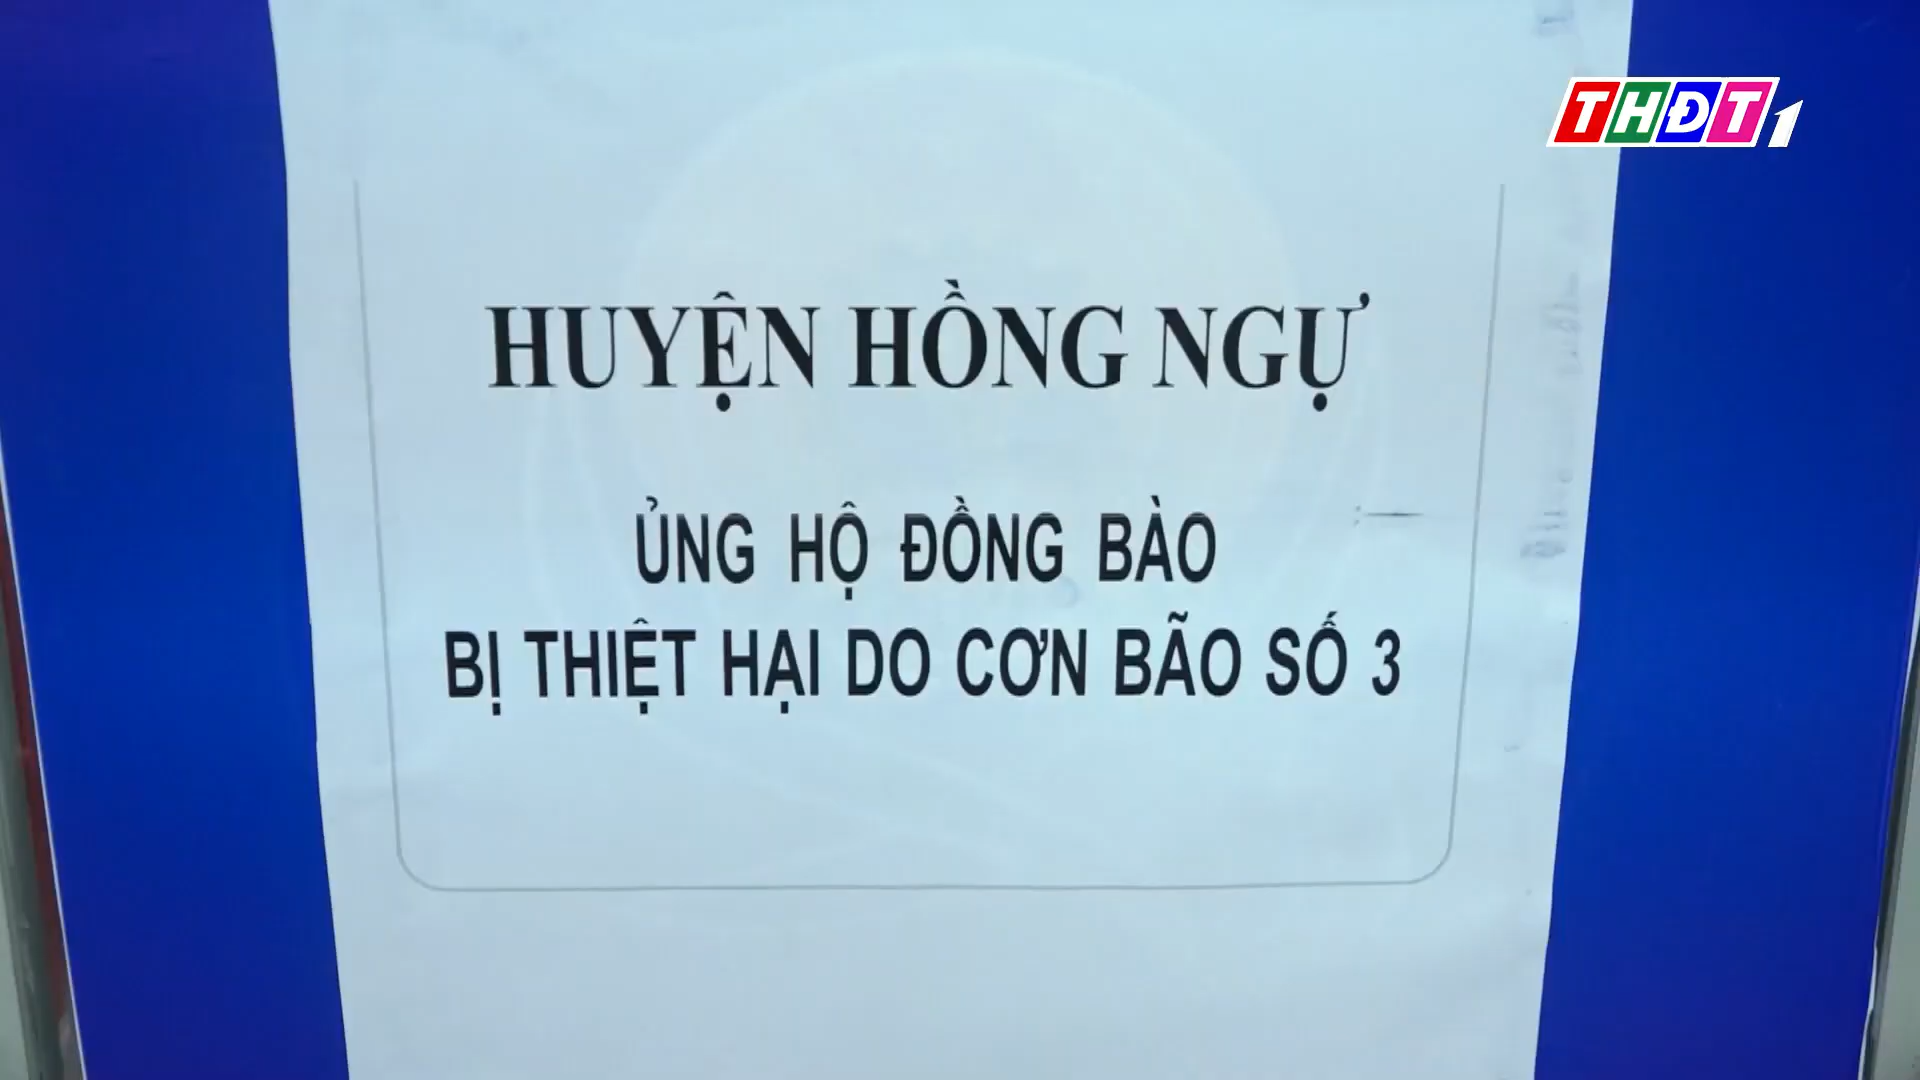 THĐT1
HUYỆN HỒNG NGỰ
ỦNG HỘ ĐỒNG BÀO
BỊ THIỆT HẠI DO CƠN BÃO SỐ 3